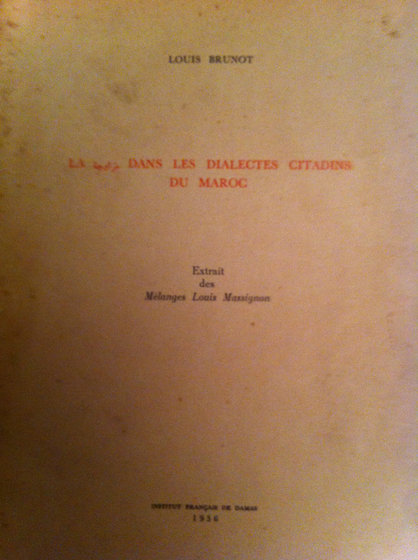 LOUIS BRUNOT
LA DANS LES DIALECTES CITADINS
DU MAROC
Extrait
des
Mélanges Louis Massignon
INSTITUT FRANÇAIS DE DAMAS
1956